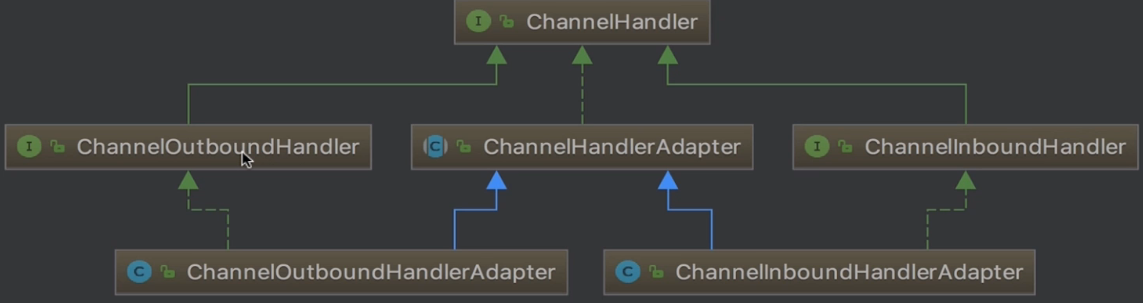 I ChannelHandler
I ChannelOutboundHandler
C ChannelHandlerAdapter
I ChannelInboundHandler
C ChannelOutboundHandlerAdapter
C ChannelInboundHandlerAdapter